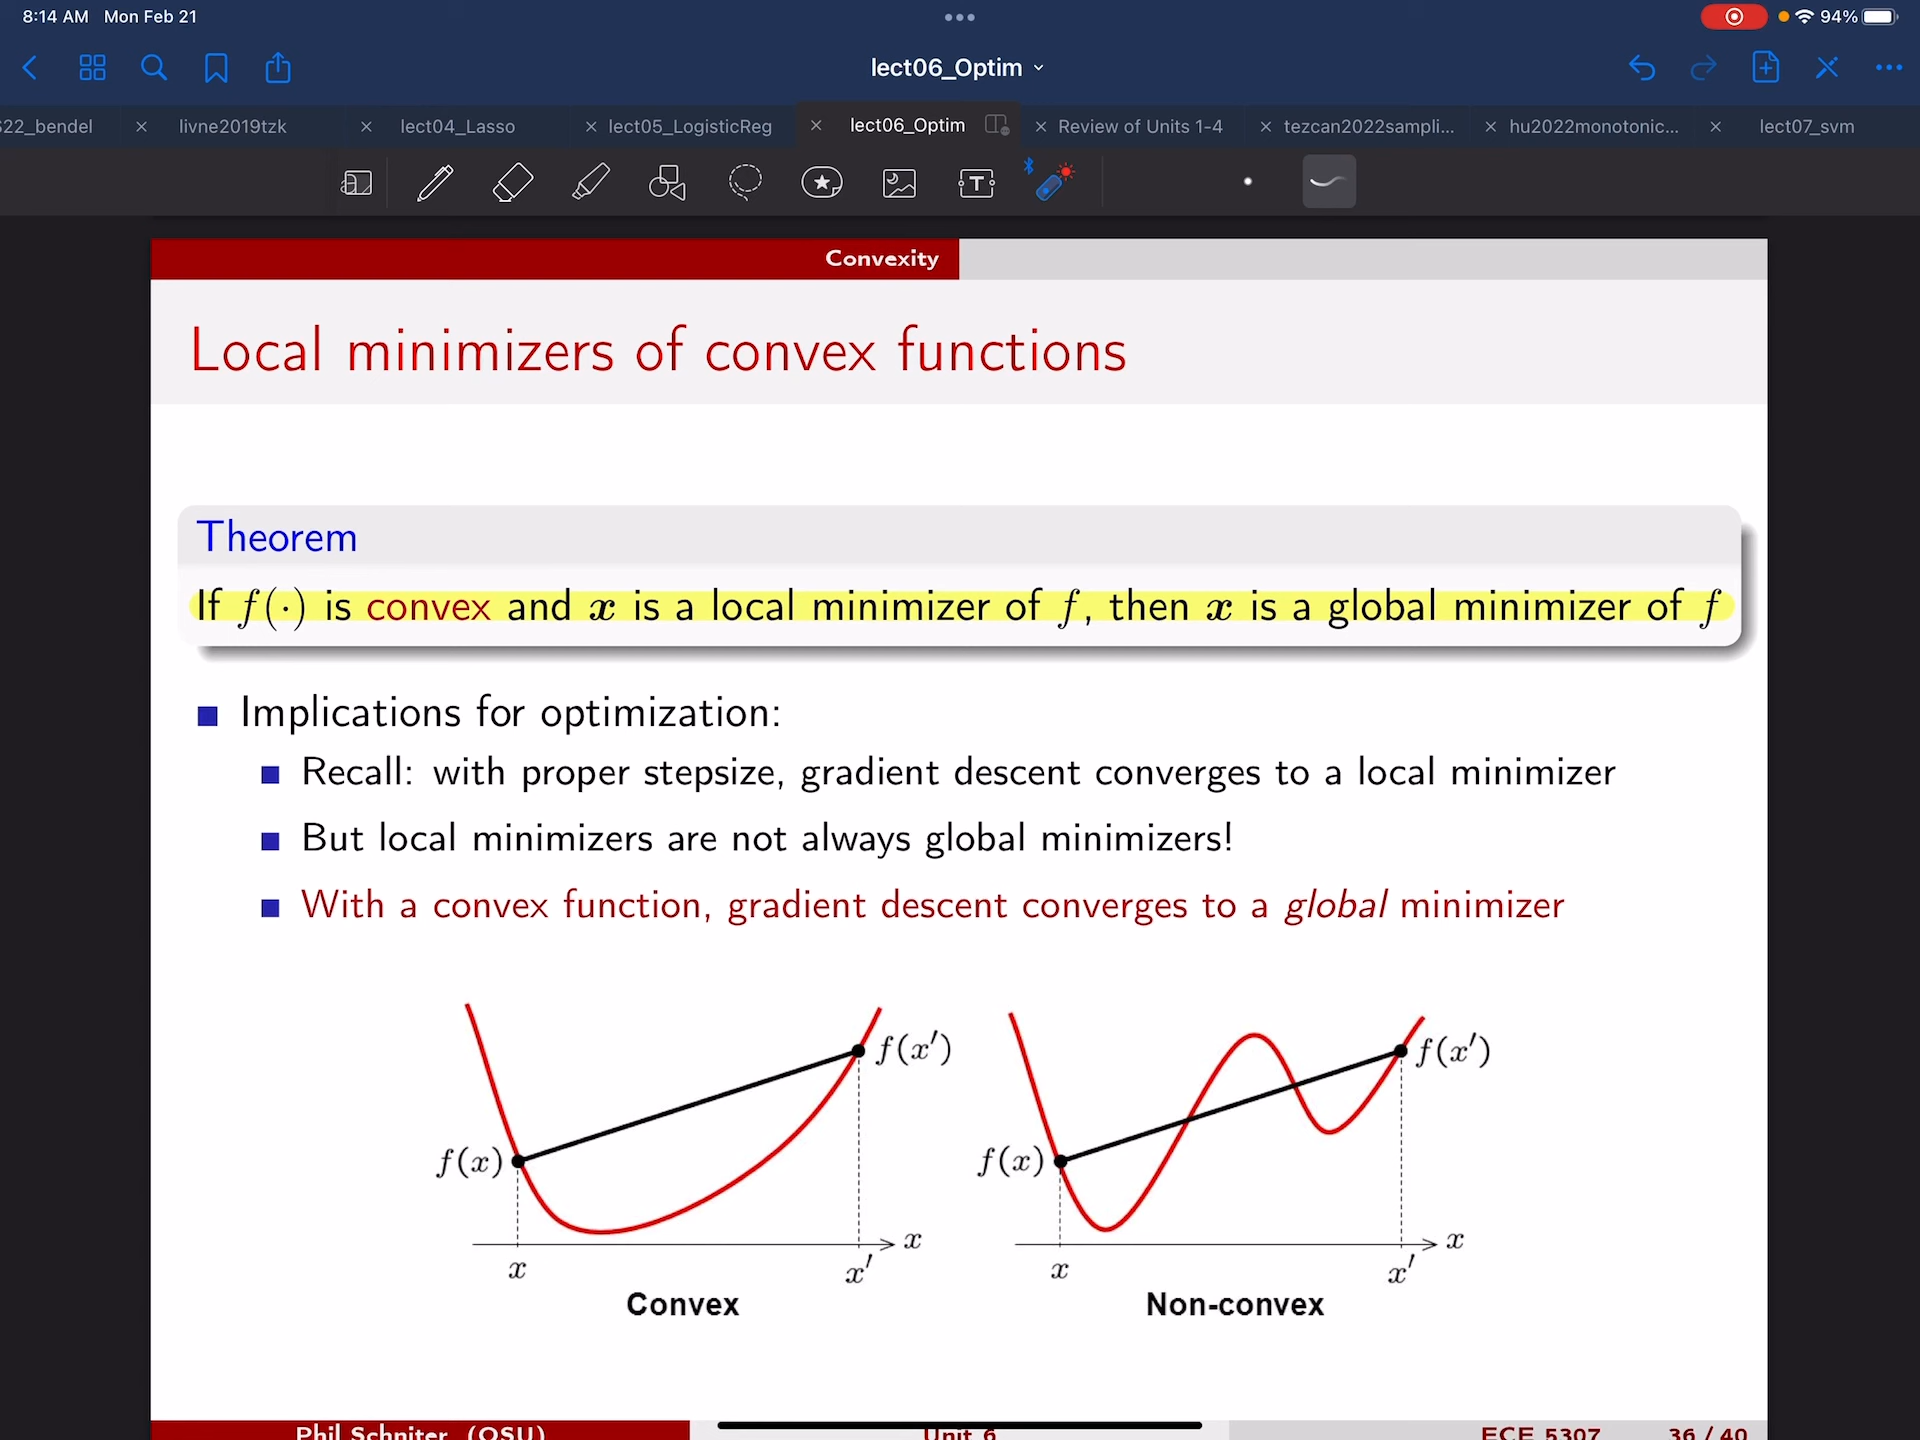 8:14 AM Mon Feb 21
94%
lect06_Optim
S22_bendel
livne2019tzk
lect04_Lasso
lect05_LogisticReg
lect06_Optim
Review of Units 1-4
tezcan2022sampli...
hu2022monotonic...
lect07_svm
Convexity
Local minimizers of convex functions
Theorem
If f(·) is convex and x is a local minimizer of f, then x is a global minimizer of f
Implications for optimization:
Recall: with proper stepsize, gradient descent converges to a local minimizer
But local minimizers are not always global minimizers!
With a convex function, gradient descent converges to a global minimizer
f(x′)
f(x)
x
x
x′
Convex
f(x′)
f(x)
x
x
x′
Non-convex
Phil Schniter (OSU)
Unit 6
ECE 5307
36 / 40